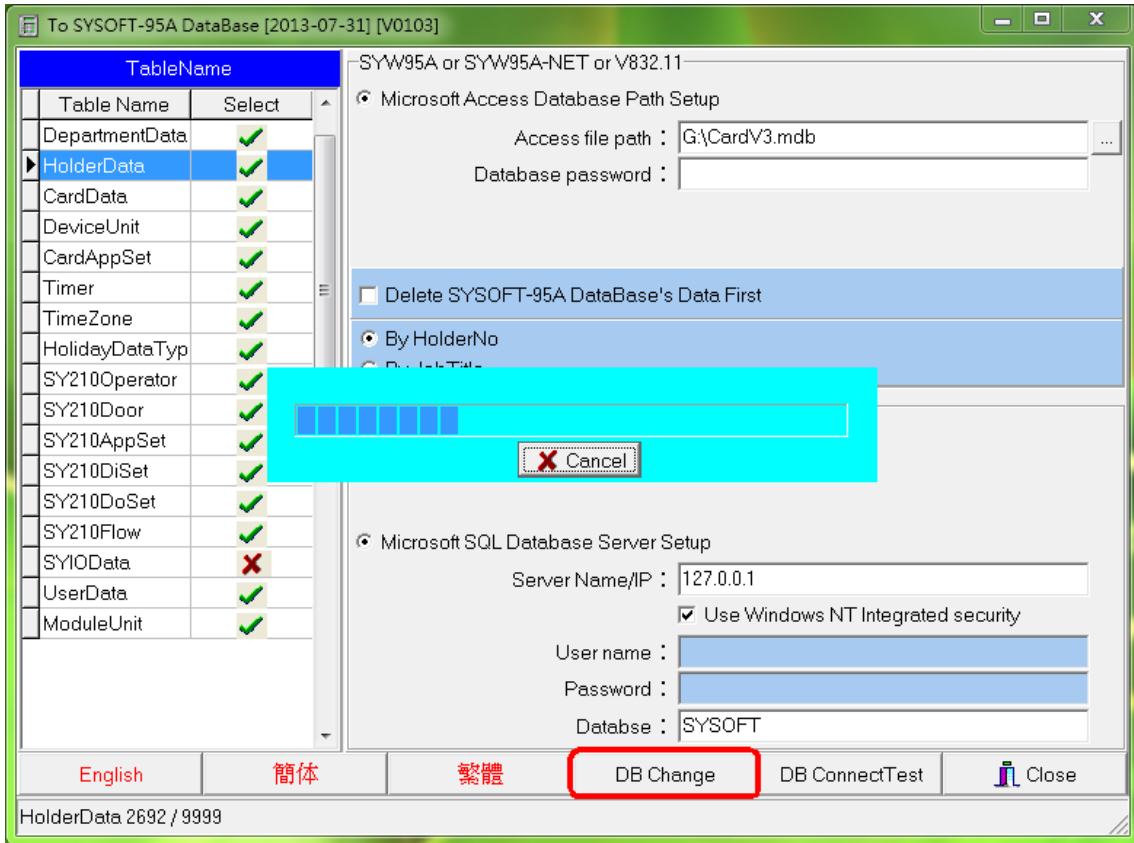 To SYSOFT-95A DataBase [2013-07-31] [V0103]
TableName
Table Name Select
DepartmentData
HolderData
CardData
DeviceUnit
CardAppSet
Timer
TimeZone
HolidayDataTyp
SY210Operator
SY210Door
SY210AppSet
SY210DiSet
SY210DoSet
SY210Flow
SYIOData
UserData
ModuleUnit
SYW95A or SYW95A-NET or V832.11
Microsoft Access Database Path Setup
Access file path： G:\CardV3.mdb ...
Database password：
Delete SYSOFT-95A DataBase's Data First
By HolderNo
By JobTitle
Cancel
Microsoft SQL Database Server Setup
Server Name/IP： 127.0.0.1
Use Windows NT Integrated security
User name：
Password：
Databse： SYSOFT
English 簡体 繁體 DB Change DB ConnectTest Close
HolderData 2692 / 9999